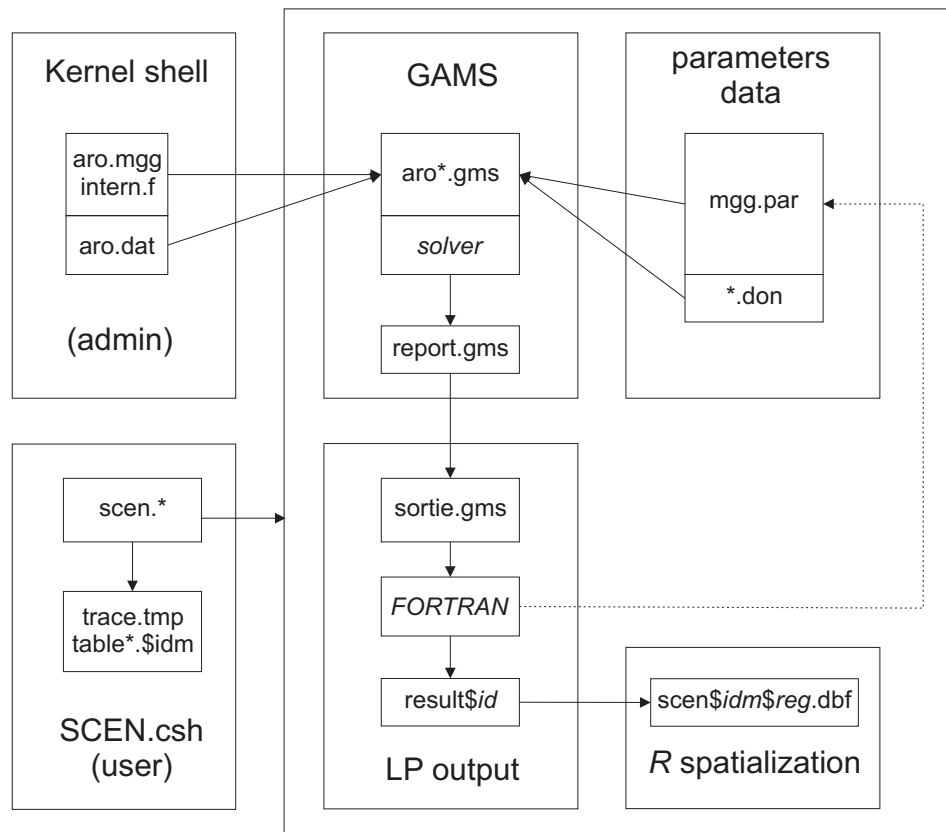 Kernel shell
aro.mgg
intern.f
aro.dat
(admin)
GAMS
aro*.gms
solver
report.gms
parameters
data
mgg.par
*.don
scen.*
trace.tmp
table*.$idm
SCEN.csh
(user)
sortie.gms
FORTRAN
result$id
LP output
scen$idm$reg.dbf
R spatialization